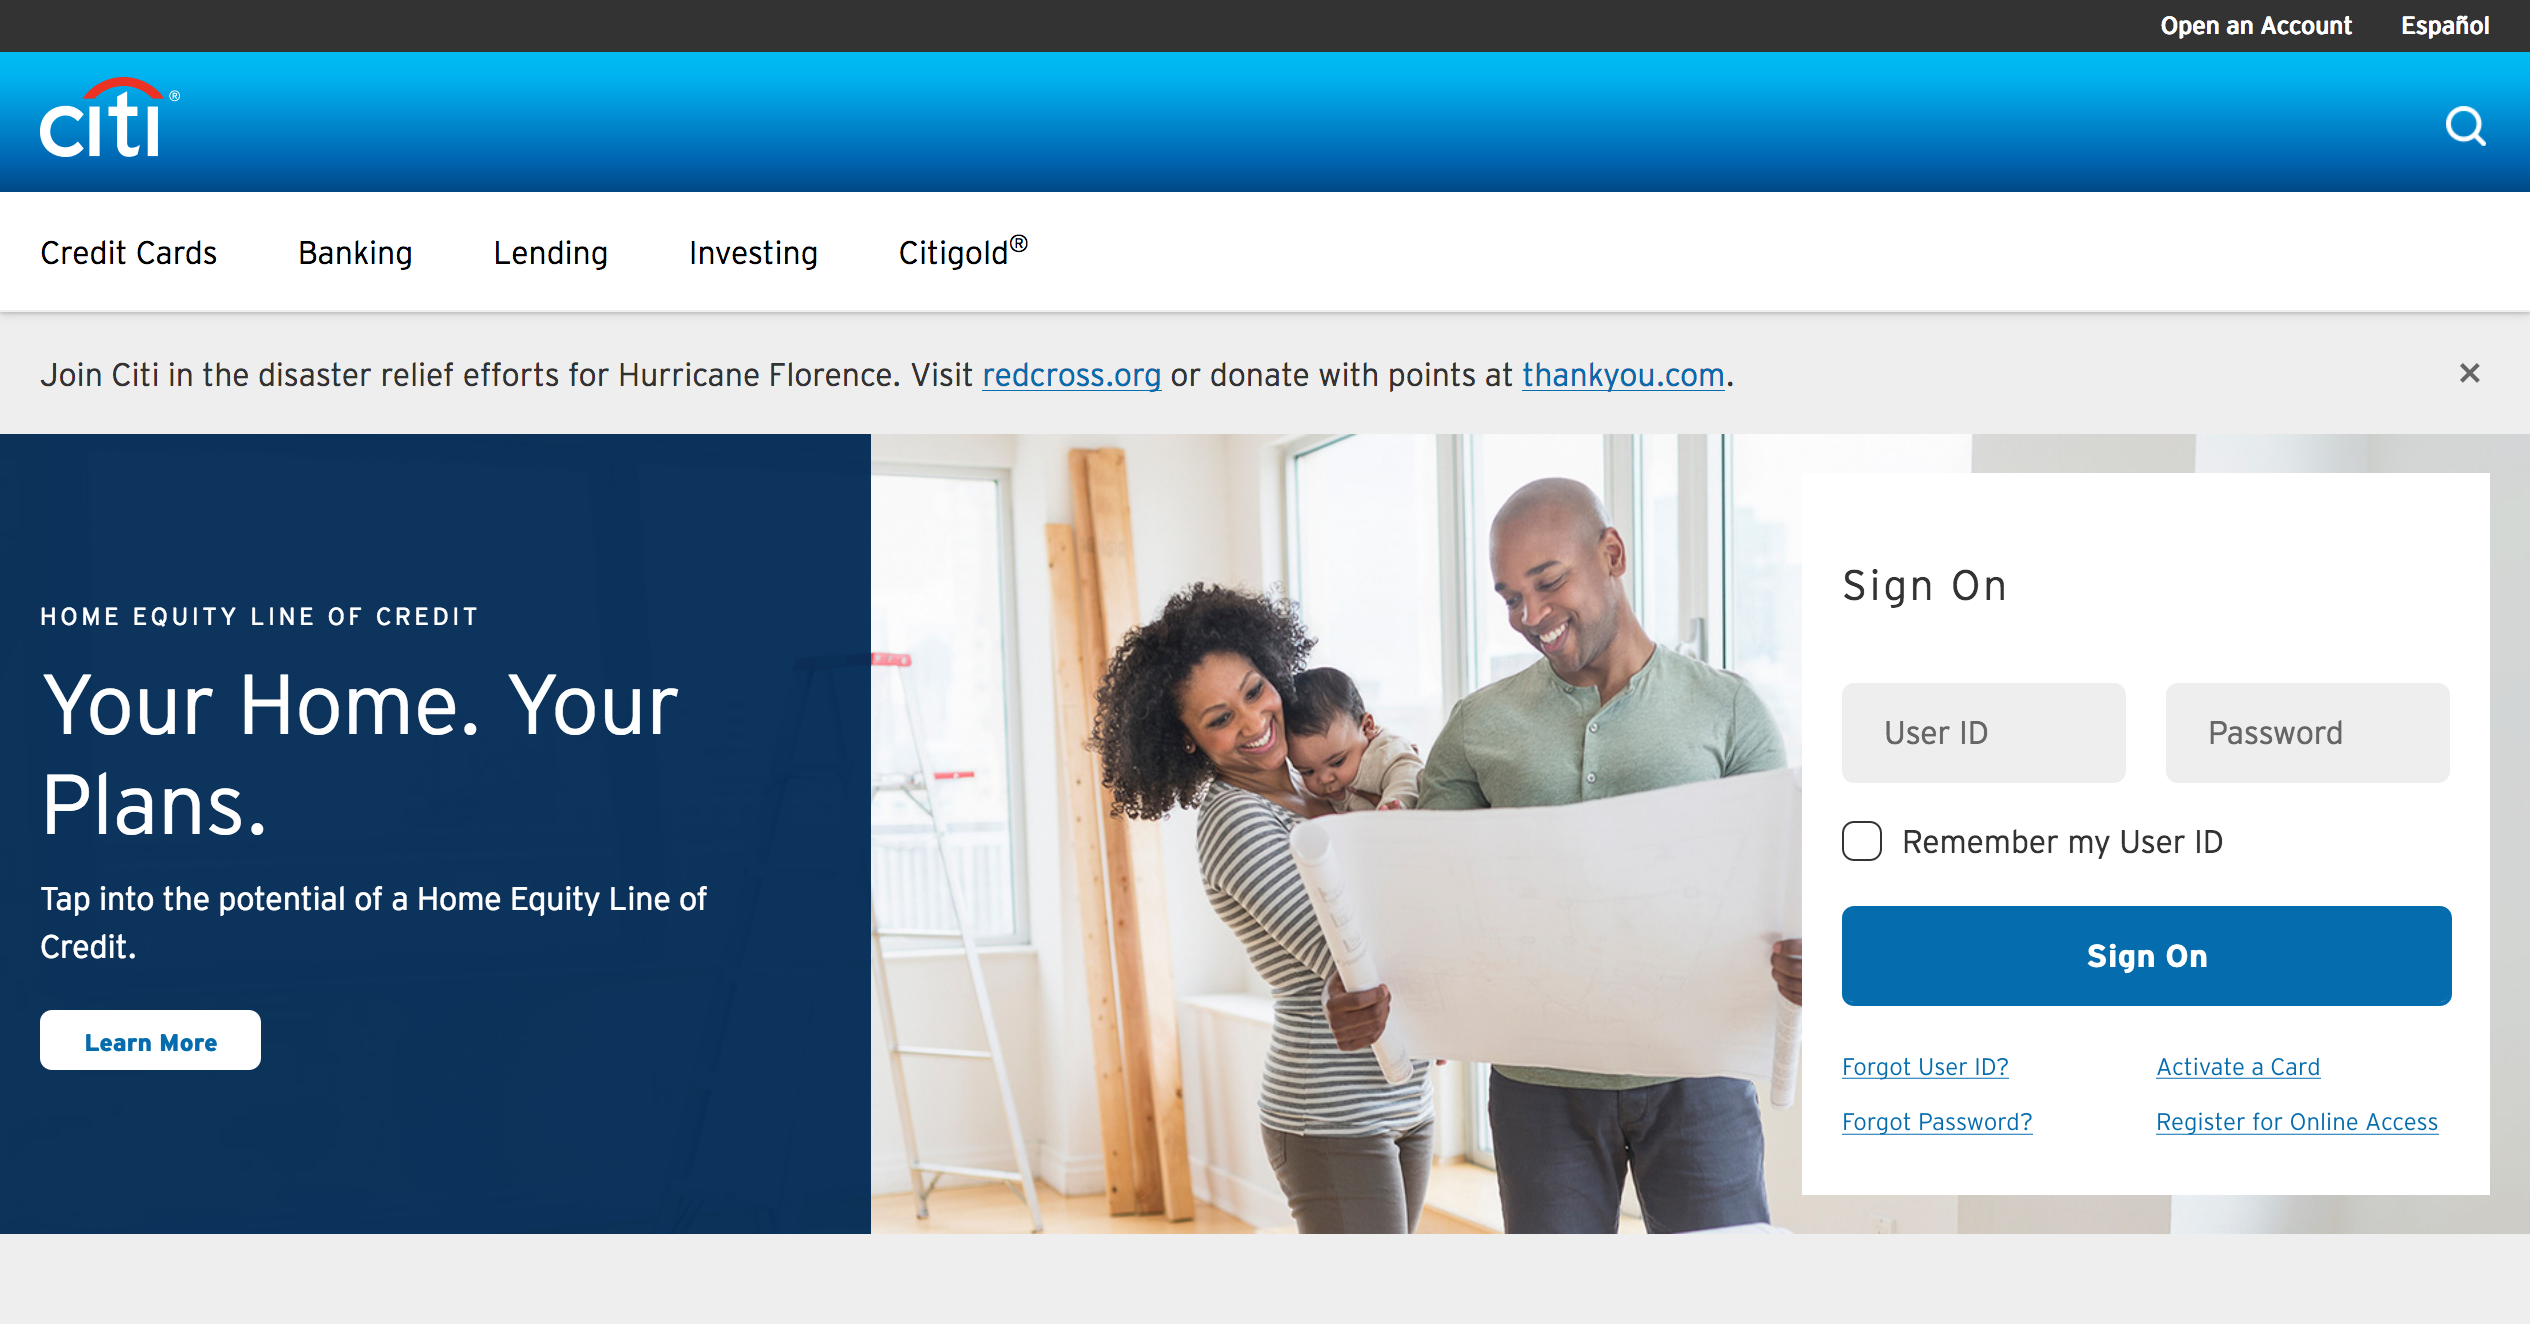 Open an Account Español
citi®
Credit Cards Banking Lending Investing Citigold®
Join Citi in the disaster relief efforts for Hurricane Florence. Visit redcross.org or donate with points at thankyou.com.
HOME EQUITY LINE OF CREDIT
Your Home. Your
Plans.
Tap into the potential of a Home Equity Line of
Credit.
Learn More
Sign On
User ID Password
Remember my User ID
Sign On
Forgot User ID? Activate a Card
Forgot Password? Register for Online Access